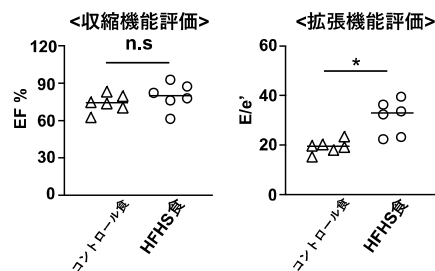 <収縮機能評価>
n.s
120
90
60
30
0
EF %
コントロール食
HFHS食
<拡張機能評価>
*
60
40
20
0
E/e'
コントロール食
HFHS食